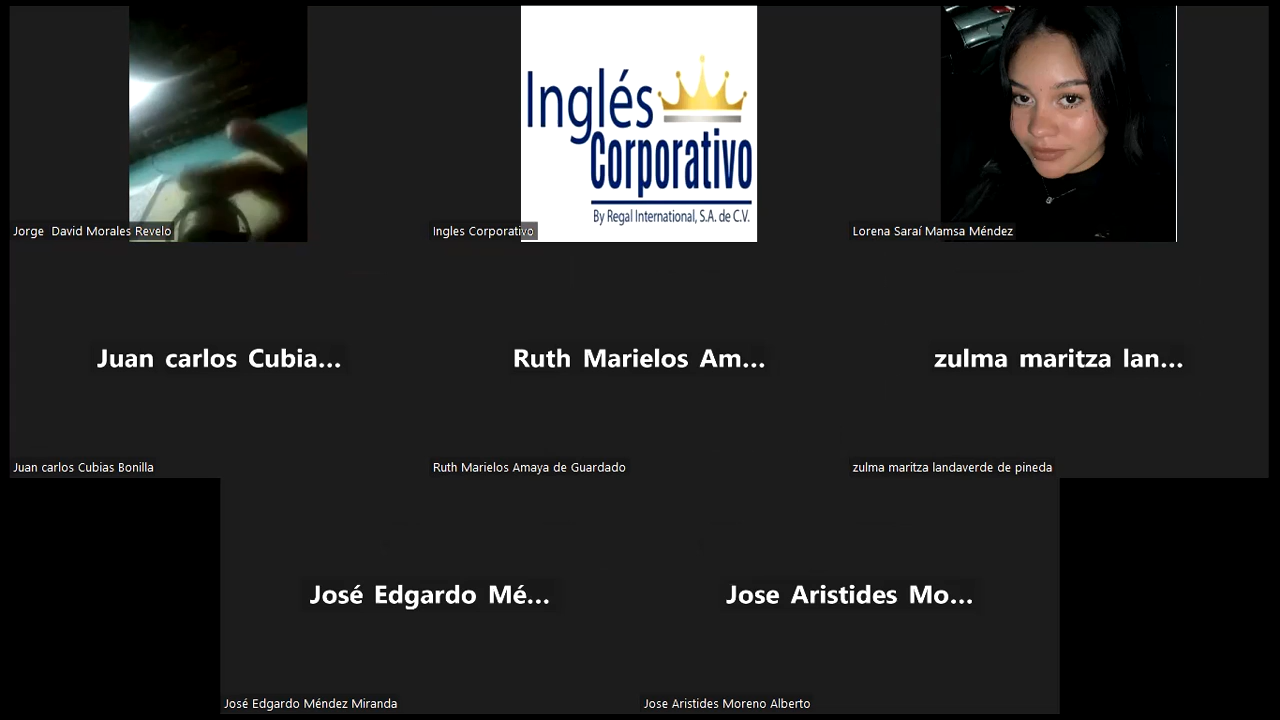 Inglés
Corporativo
By Regal International, S.A. de C.V.
Jorge David Morales Revelo
Ingles Corporativo
Lorena Saraí Mamsa Méndez
Juan carlos Cubia...
Ruth Marielos Am...
zulma maritza lan...
Juan carlos Cubias Bonilla
Ruth Marielos Amaya de Guardado
zulma maritza landaverde de pineda
José Edgardo Mé...
Jose Aristides Mo...
José Edgardo Méndez Miranda
Jose Aristides Moreno Alberto